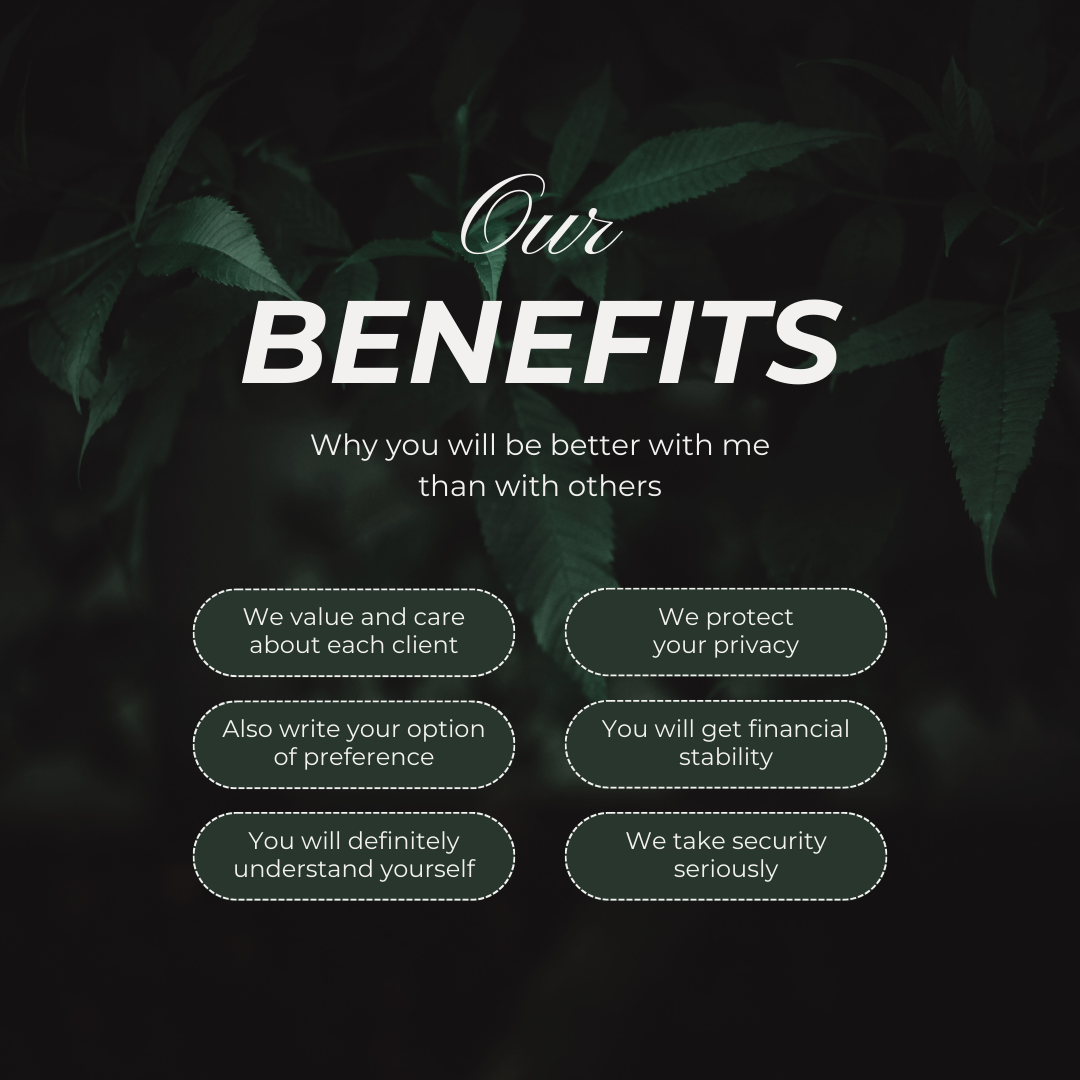 Our
BENEFITS
Why you will be better with me
than with others
We value and care
about each client
We protect
your privacy
Also write your option
of preference
You will get financial
stability
You will definitely
understand yourself
We take security
seriously